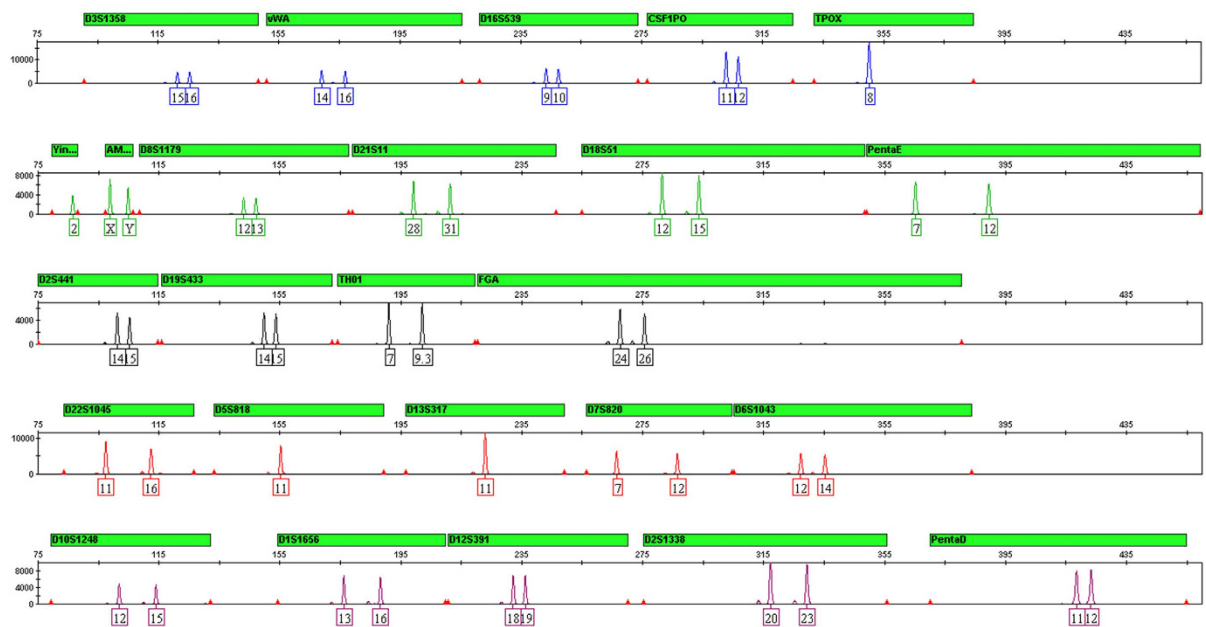 D3S1358 vWA D16S539 CSF1PO TPOX
75 115 155 195 235 275 315 355 395 435
10000
0
15 16 14 16 9 10 11 12 8
Yin... AM... D8S1179 D21S11 D18S51 PentaE
75 115 155 195 235 275 315 355 395 435
8000
4000
0
2 X Y 12 13 28 31 12 15 7 12
D2S441 D19S433 TH01 FGA
75 115 155 195 235 275 315 355 395 435
4000
0
14 15 14 15 7 9.3 24 26
D22S1045 D5S818 D13S317 D7S820 D6S1043
75 115 155 195 235 275 315 355 395 435
10000
0
11 16 11 11 7 12 12 14
D10S1248 D1S1656 D12S391 D2S1338 PentaD
75 115 155 195 235 275 315 355 395 435
8000
4000
0
12 15 13 16 18 19 20 23 11 12